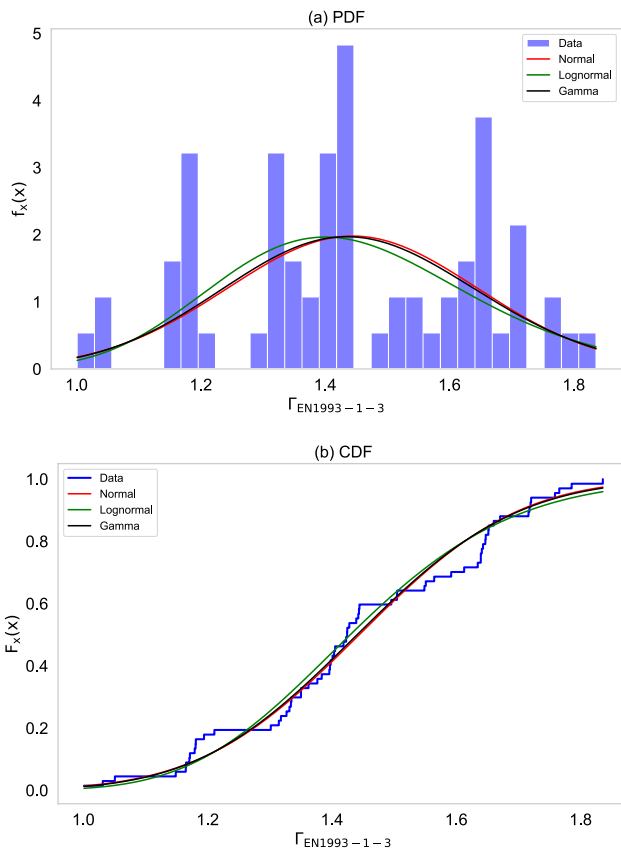 (a) PDF
5
4
3
2
1
0
fₓ(x)
Data
Normal
Lognormal
Gamma
1.0 1.2 1.4 1.6 1.8
Γ_EN1993−1−3
(b) CDF
1.0
0.8
0.6
0.4
0.2
0.0
Fₓ(x)
Data
Normal
Lognormal
Gamma
1.0 1.2 1.4 1.6 1.8
Γ_EN1993−1−3